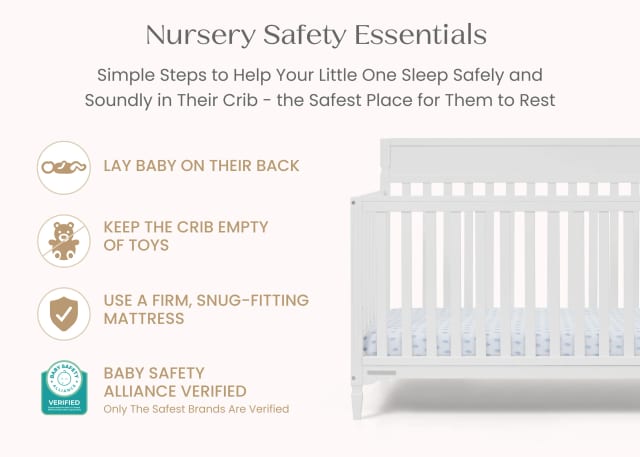 Nursery Safety Essentials
Simple Steps to Help Your Little One Sleep Safely and
Soundly in Their Crib - the Safest Place for Them to Rest
LAY BABY ON THEIR BACK
KEEP THE CRIB EMPTY
OF TOYS
USE A FIRM, SNUG-FITTING
MATTRESS
BABY SAFETY
ALLIANCE
VERIFIED
BABY SAFETY
ALLIANCE VERIFIED
Only The Safest Brands Are Verified